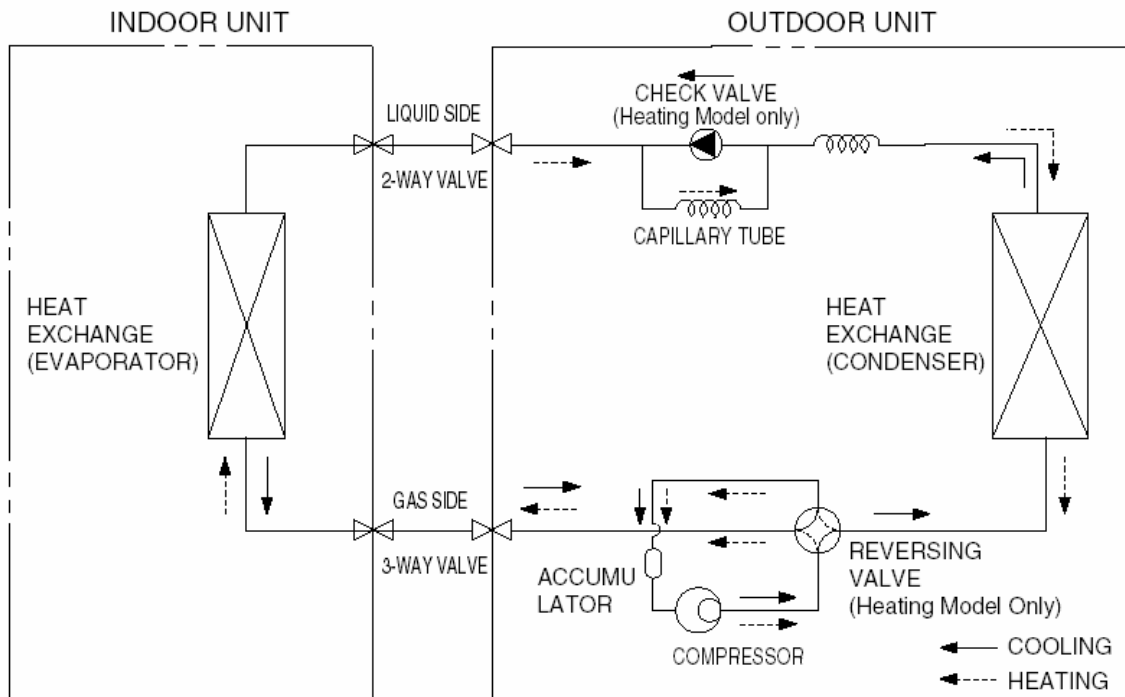 INDOOR UNIT
OUTDOOR UNIT
LIQUID SIDE
2-WAY VALVE
CHECK VALVE
(Heating Model only)
CAPILLARY TUBE
HEAT
EXCHANGE
(EVAPORATOR)
HEAT
EXCHANGE
(CONDENSER)
GAS SIDE
3-WAY VALVE
ACCUMU
LATOR
COMPRESSOR
REVERSING
VALVE
(Heating Model Only)
COOLING
HEATING